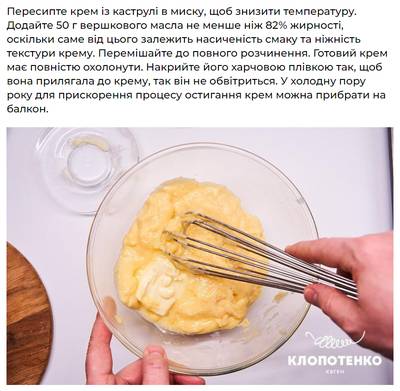 Пересипте крем із каструлі в миску, щоб знизити температуру.
Додайте 50 г вершкового масла не менше ніж 82% жирності,
оскільки саме від цього залежить насиченість смаку та ніжність
текстури крему. Перемішайте до повного розчинення. Готовий крем
має повністю охолонути. Накрийте його харчовою плівкою так, щоб
вона прилягала до крему, так він не обвітриться. У холодну пору
року для прискорення процесу остигання крем можна прибрати на
балкон.
КЛОПОТЕНКО
ЄВГЕН